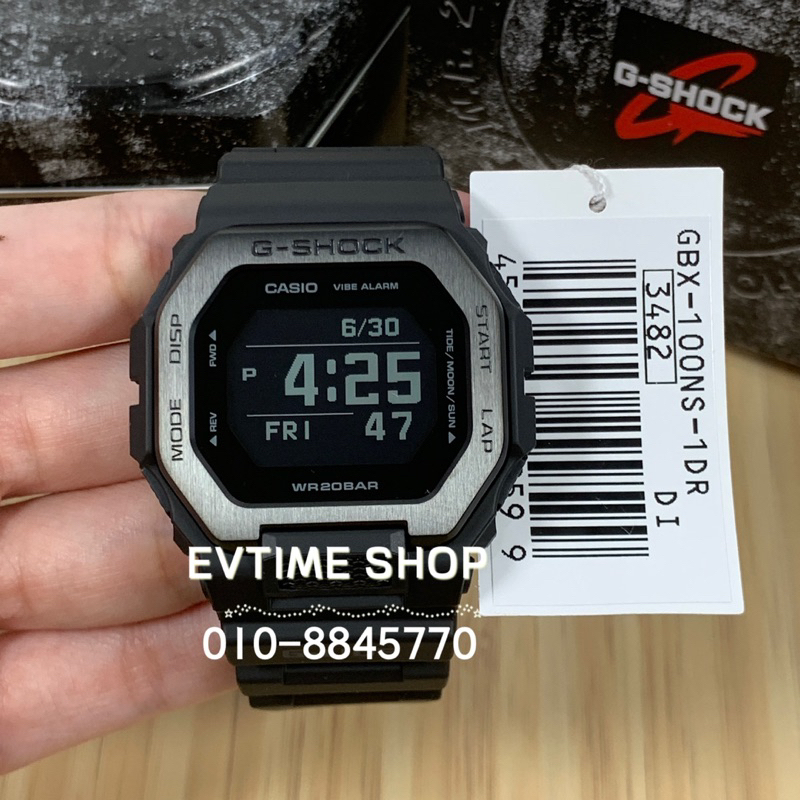 G-SHOCK
G-SHOCK
CASIO VIBE ALARM
6/30
P 4:25
FRI 47
WR20BAR
DISP
MODE
FWD ▲
▲ REV
START
LAP
TIDE/MOON/SUN ▲
GBX-100NS-1DR
3482
DI
EVTIME SHOP
010-8845770